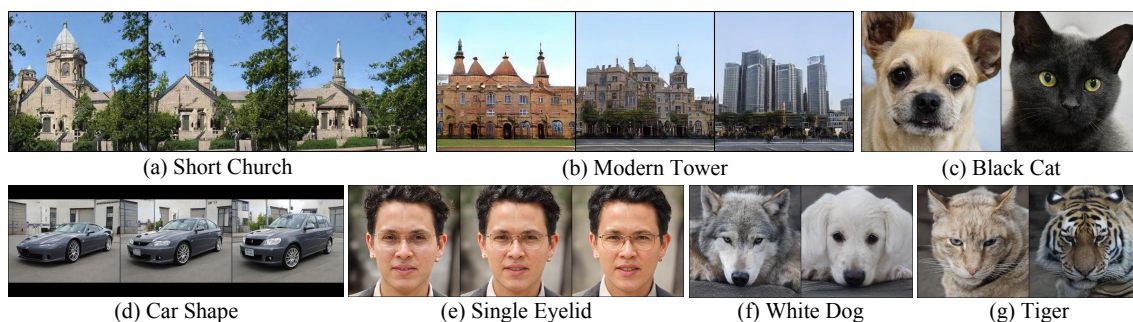 (a) Short Church
(b) Modern Tower
(c) Black Cat
(d) Car Shape
(e) Single Eyelid
(f) White Dog
(g) Tiger